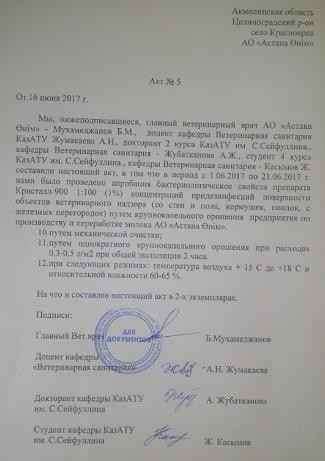 Акмолинская область
Целиноградский р-он
село Красноярка
АО «Астана Өнім»
Акт № 5
От 16 июня 2017 г.
Мы, нижеподписавшиеся, главный ветеринарный врач АО «Астана
Өнім» - Мухамеджанов Б.М., доцент кафедры Ветеринарная санитария
КазАТУ Жумакаева А.Н., докторант 2 курса КазАТУ им. С.Сейфуллина,
кафедры Ветеринарная санитария - Жубатканова А.Ж., студент 4 курса
КазАТУ им. С.Сейфуллина., кафедры Ветеринарная санитария - Касымов Ж.
составили настоящий акт, в том что в период с 1.06.2017 до 21.06.2017 г.
нами было проведено апробация бактериологическое свойств препарата
Кристалл-900 1 (1%) концентраций при дезинфекций поверхности
объектов ветеринарного надзора (со стен и пола, кормушек, поилок, с
железных перегородок) путем крупнокапельного орошения предприятия по
производству и переработке молока АО «Астана Өнім».
10.путем механической очистки;
11.путем однократного крупнокапельного орошения при расходах
0,3-0,5 л/м2 при общей экспозиции 2 часа.
12.при следующих режимах: температура воздуха + 15 С до +18 С и
относительной влажности 60-65 %.
На что и составлен настоящий акт в 2-х экземплярах.
Подписи:
Главный Вет.врач Б.Мухамеджанов
ДЛЯ
ДОКУМЕНТОВ
Доцент кафедры
«Ветеринарная санитария» А.Н. Жумакаева
Докторант кафедры КазАТУ А. Жубатканова
им. С.Сейфуллина
Студент кафедры КазАТУ
им. С.Сейфуллина Ж. Касымов